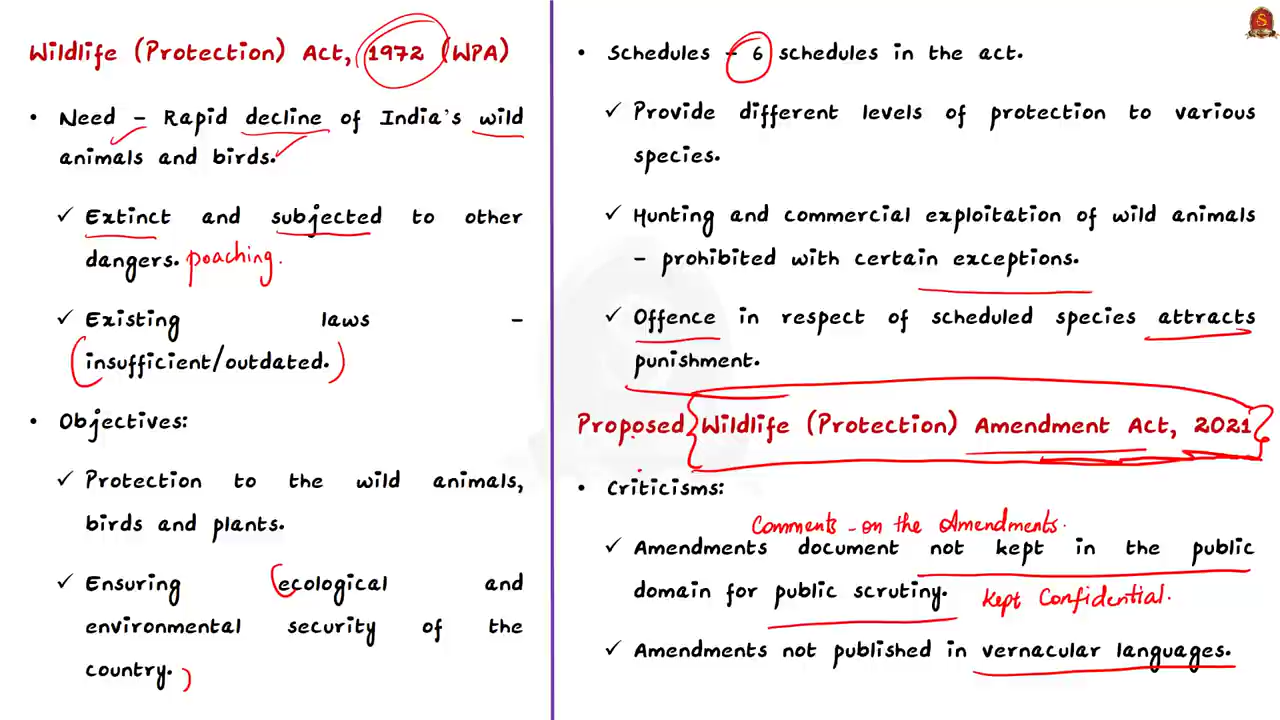 Wildlife (Protection) Act, 1972 (WPA)
• Need – Rapid decline of India's wild
animals and birds.
✓ Extinct and subjected to other
dangers. poaching.
✓ Existing laws –
insufficient/outdated.
• Objectives:
✓ Protection to the wild animals,
birds and plants.
✓ Ensuring ecological and
environmental security of the
country.
• Schedules – 6 schedules in the act.
✓ Provide different levels of protection to various
species.
✓ Hunting and commercial exploitation of wild animals
– prohibited with certain exceptions.
✓ Offence in respect of scheduled species attracts
punishment.
Proposed Wildlife (Protection) Amendment Act, 2021
• Criticisms:
Comments – on the Amendments.
✓ Amendments document not kept in the public
domain for public scrutiny. Kept Confidential.
✓ Amendments not published in vernacular languages.